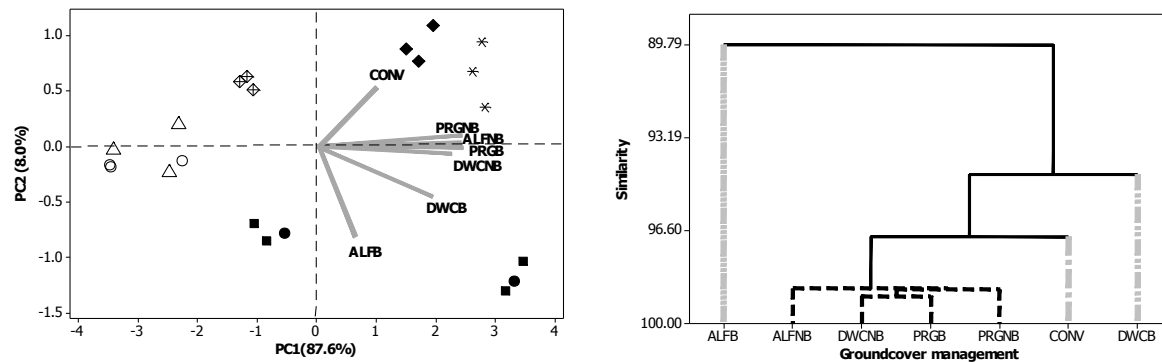 1.0
0.5
0.0
-0.5
-1.0
-1.5
PC2 (8.0%)
CONV
PRGNB
ALFNB
PRGB
DWCNB
DWCB
ALFB
-4 -3 -2 -1 0 1 2 3 4
PC1(87.6%)
89.79
93.19
96.60
100.00
Similarity
ALFB ALFNB DWCNB PRGB PRGNB CONV DWCB
Groundcover management